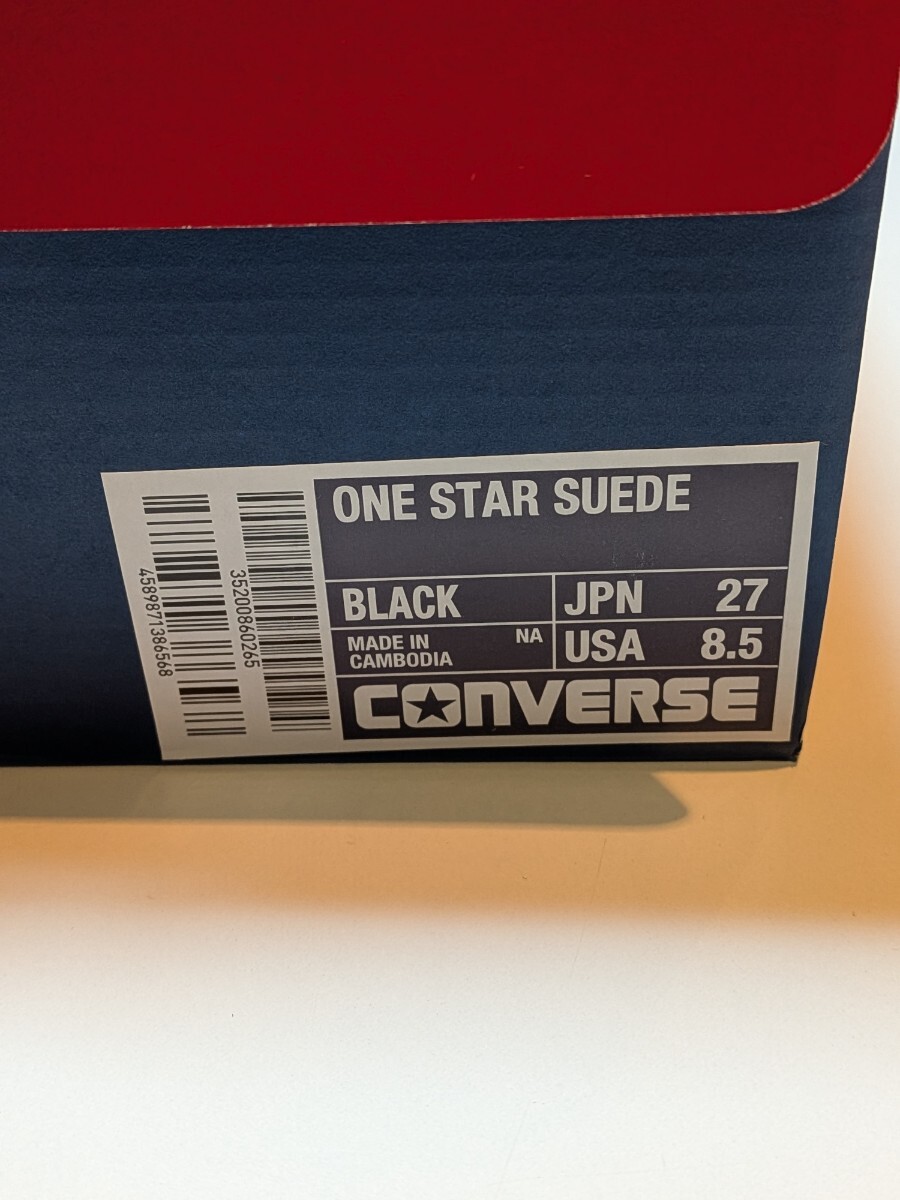 ONE STAR SUEDE
BLACK
JPN 27
MADE IN
CAMBODIA
NA
USA 8.5
CONVERSE
35200860265
4589871386568